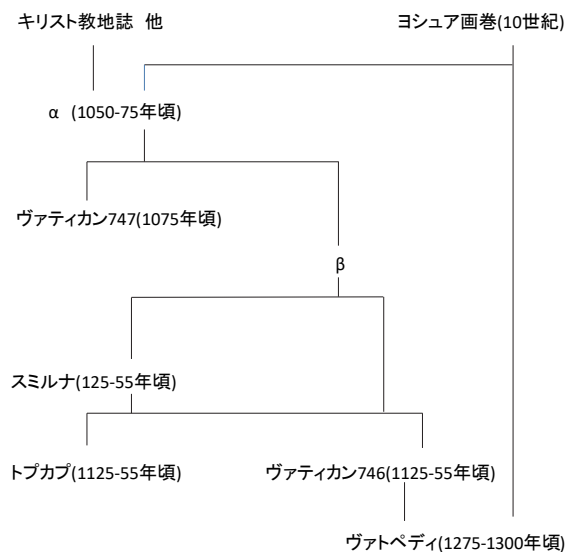 キリスト教地誌 他
ヨシュア画巻(10世紀)
α (1050-75年頃)
ヴァティカン747(1075年頃)
β
スミルナ(125-55年頃)
トプカプ(1125-55年頃)
ヴァティカン746(1125-55年頃)
ヴァトペディ(1275-1300年頃)